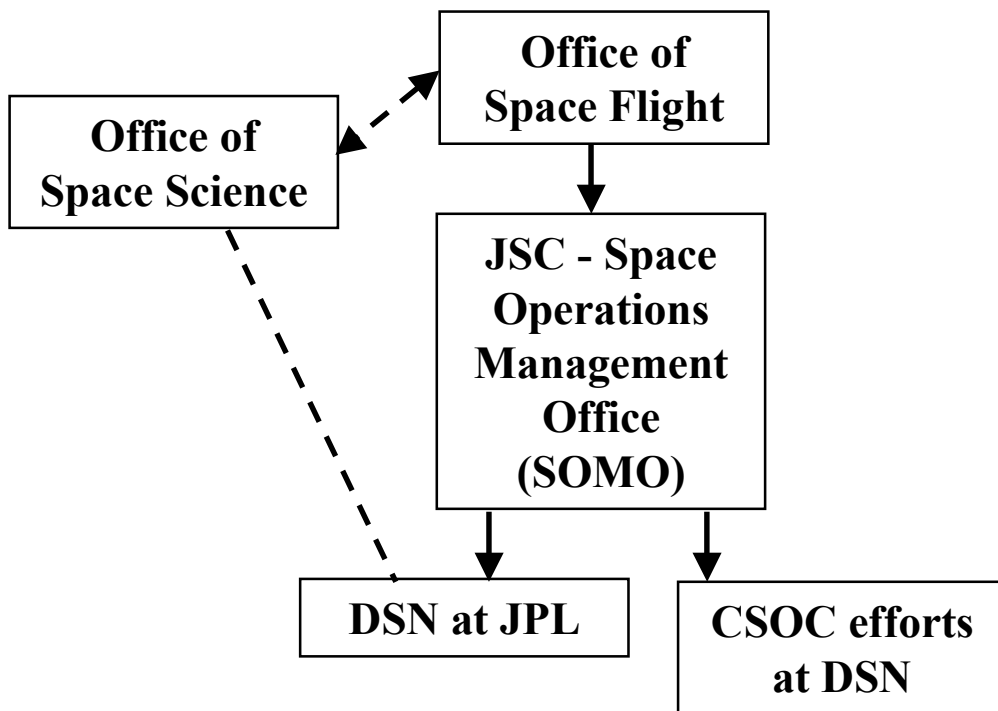 Office of
Space Flight
Office of
Space Science
JSC - Space
Operations
Management
Office
(SOMO)
DSN at JPL
CSOC efforts
at DSN